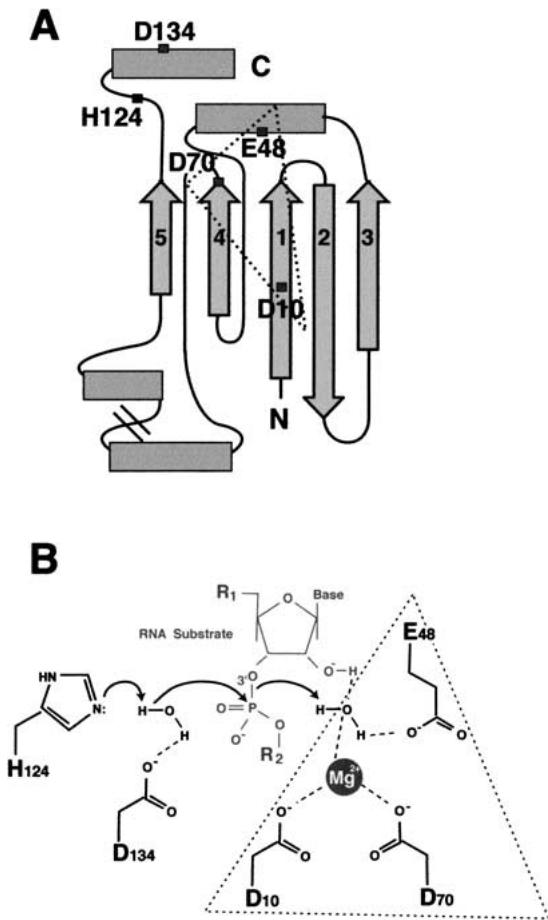 A
D134
C
H124
E48
D70
5
4
1
2
3
D10
N
B
R1
O
Base
RNA Substrate
E48
3'
O
O-H
HN
N:
H-O
H
O=P
O
H-O
H
O-
O
O-
R2
H124
O-
O
Mg2+
O-
O
O-
O
D134
D10
D70